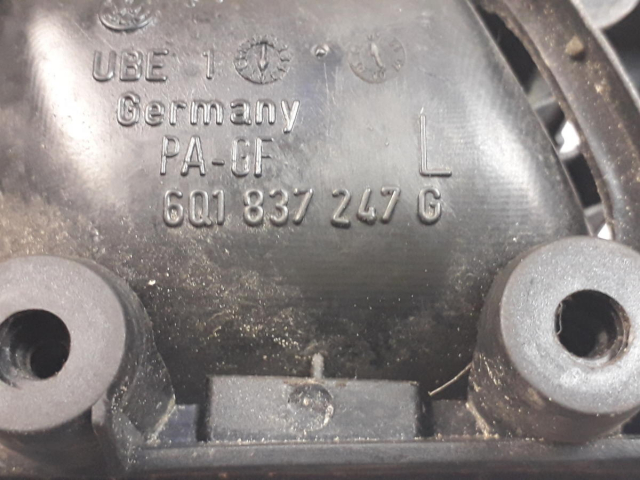 UBE 1
Germany
PA-GF L
6Q1 837 247 G